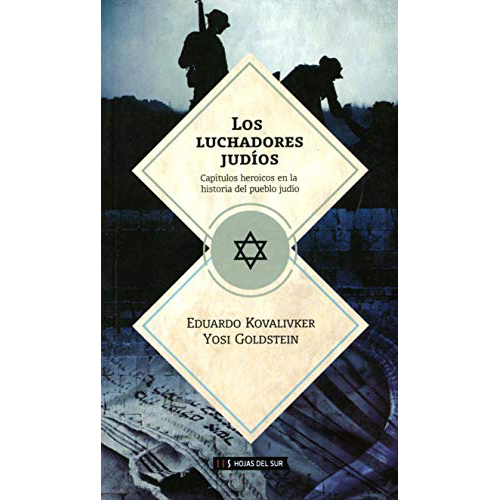 LOS
LUCHADORES
JUDÍOS
Capítulos heroicos en la
historia del pueblo judío
EDUARDO KOVALIVKER
YOSI GOLDSTEIN
HOJAS DEL SUR